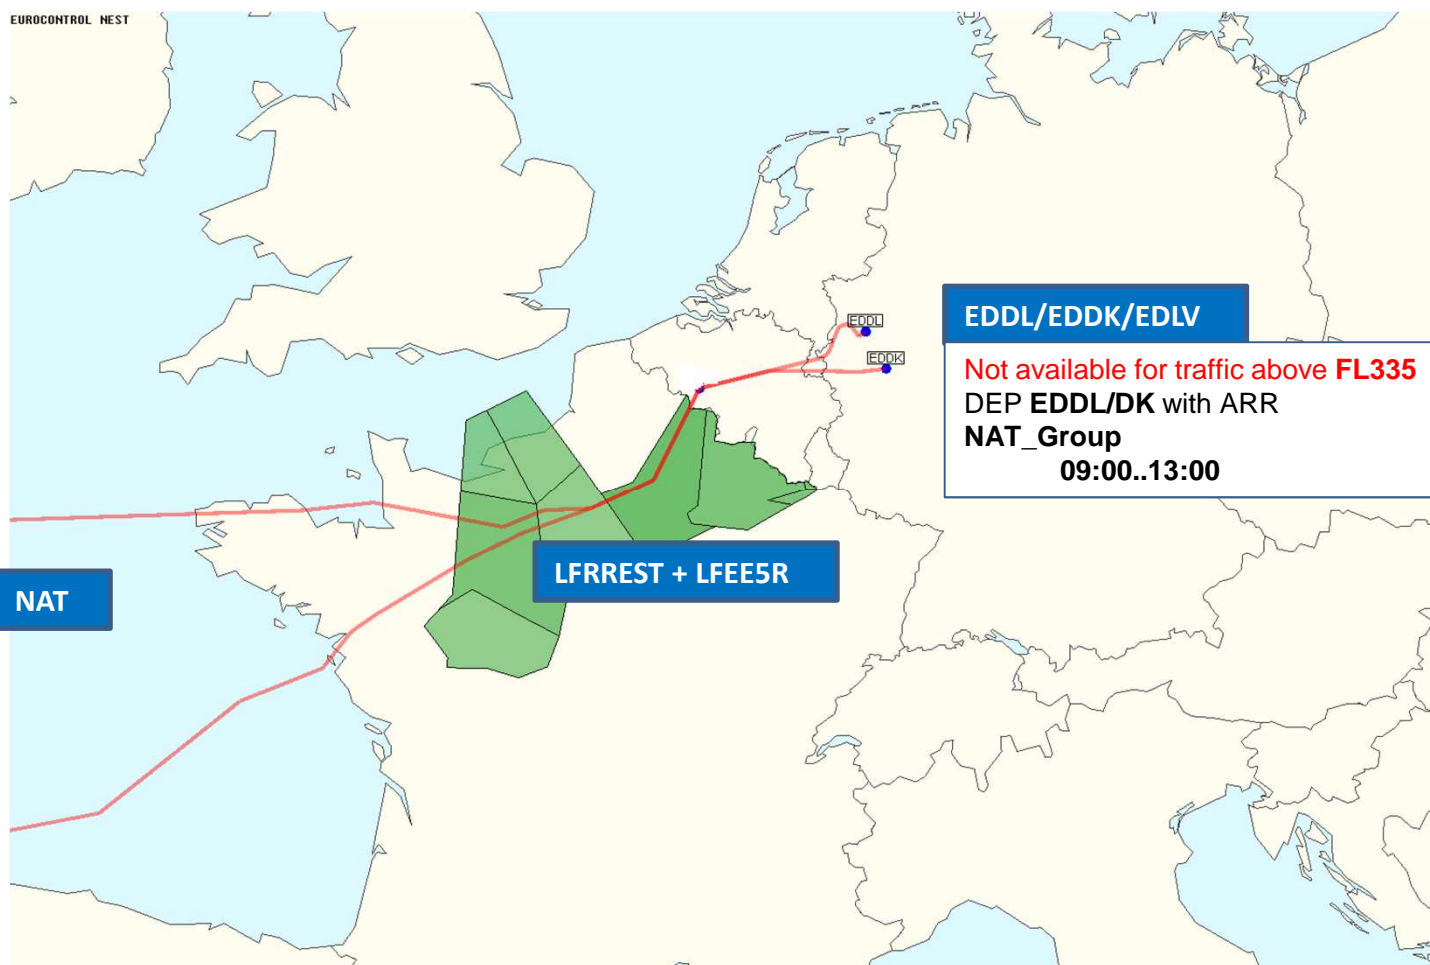 EUROCONTROL NEST
EDDL
EDDK
EDDL/EDDK/EDLV
Not available for traffic above FL335
DEP EDDL/DK with ARR
NAT_Group
09:00..13:00
LFRREST + LFEE5R
NAT